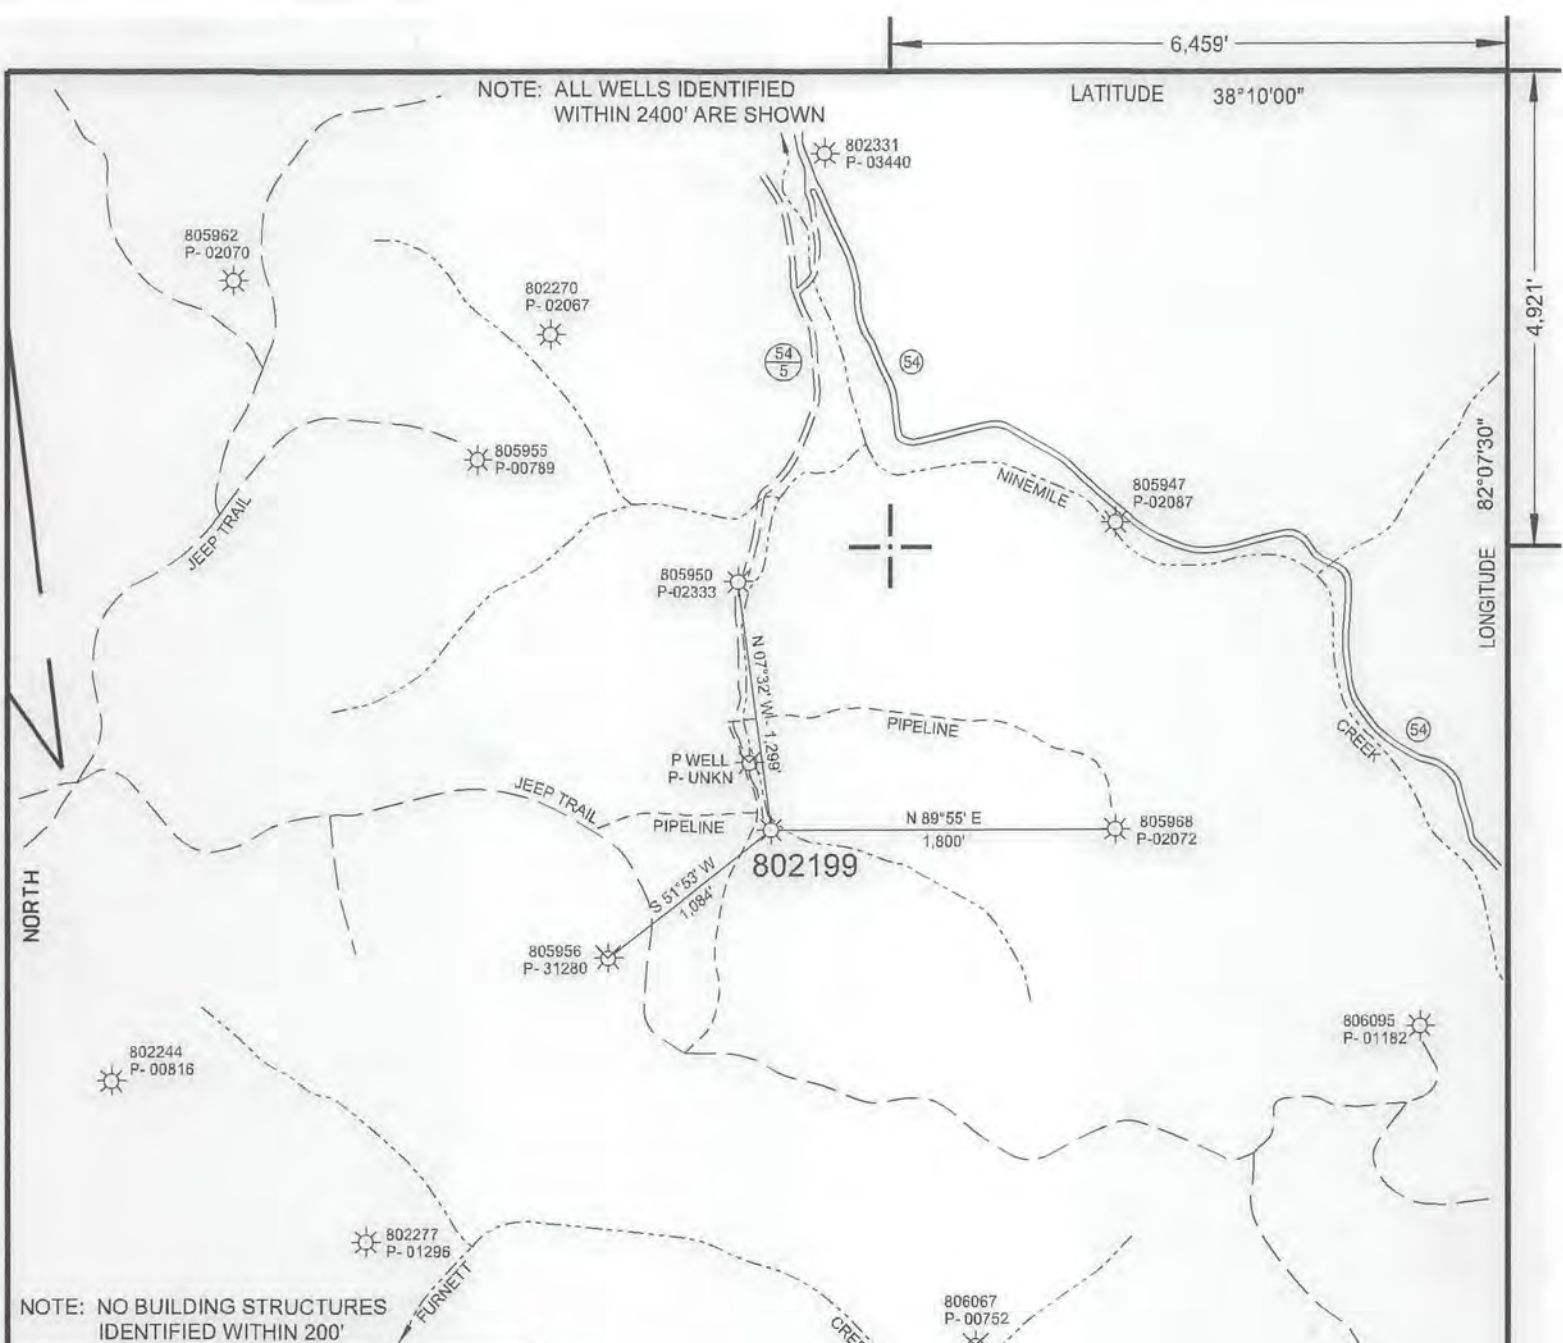 6,459'
NOTE: ALL WELLS IDENTIFIED
WITHIN 2400' ARE SHOWN
LATITUDE 38°10'00"
802331
P- 03440
805962
P- 02070
802270
P- 02067
4,921'
54
5
54
805955
P-00789
LONGITUDE 82°07'30"
NINEMILE
805947
P-02087
JEEP TRAIL
805950
P-02333
N 07°32' W 1,299'
PIPELINE
54
CREEK
P WELL
P- UNKN
JEEP TRAIL
PIPELINE
N 89°55' E
1,800'
805968
P-02072
802199
S 51°53' W
1,084'
NORTH
805956
P- 31280
806095
P- 01182
802244
P- 00816
802277
P- 01296
FURNETT
806067
P- 00752
NOTE: NO BUILDING STRUCTURES
IDENTIFIED WITHIN 200'